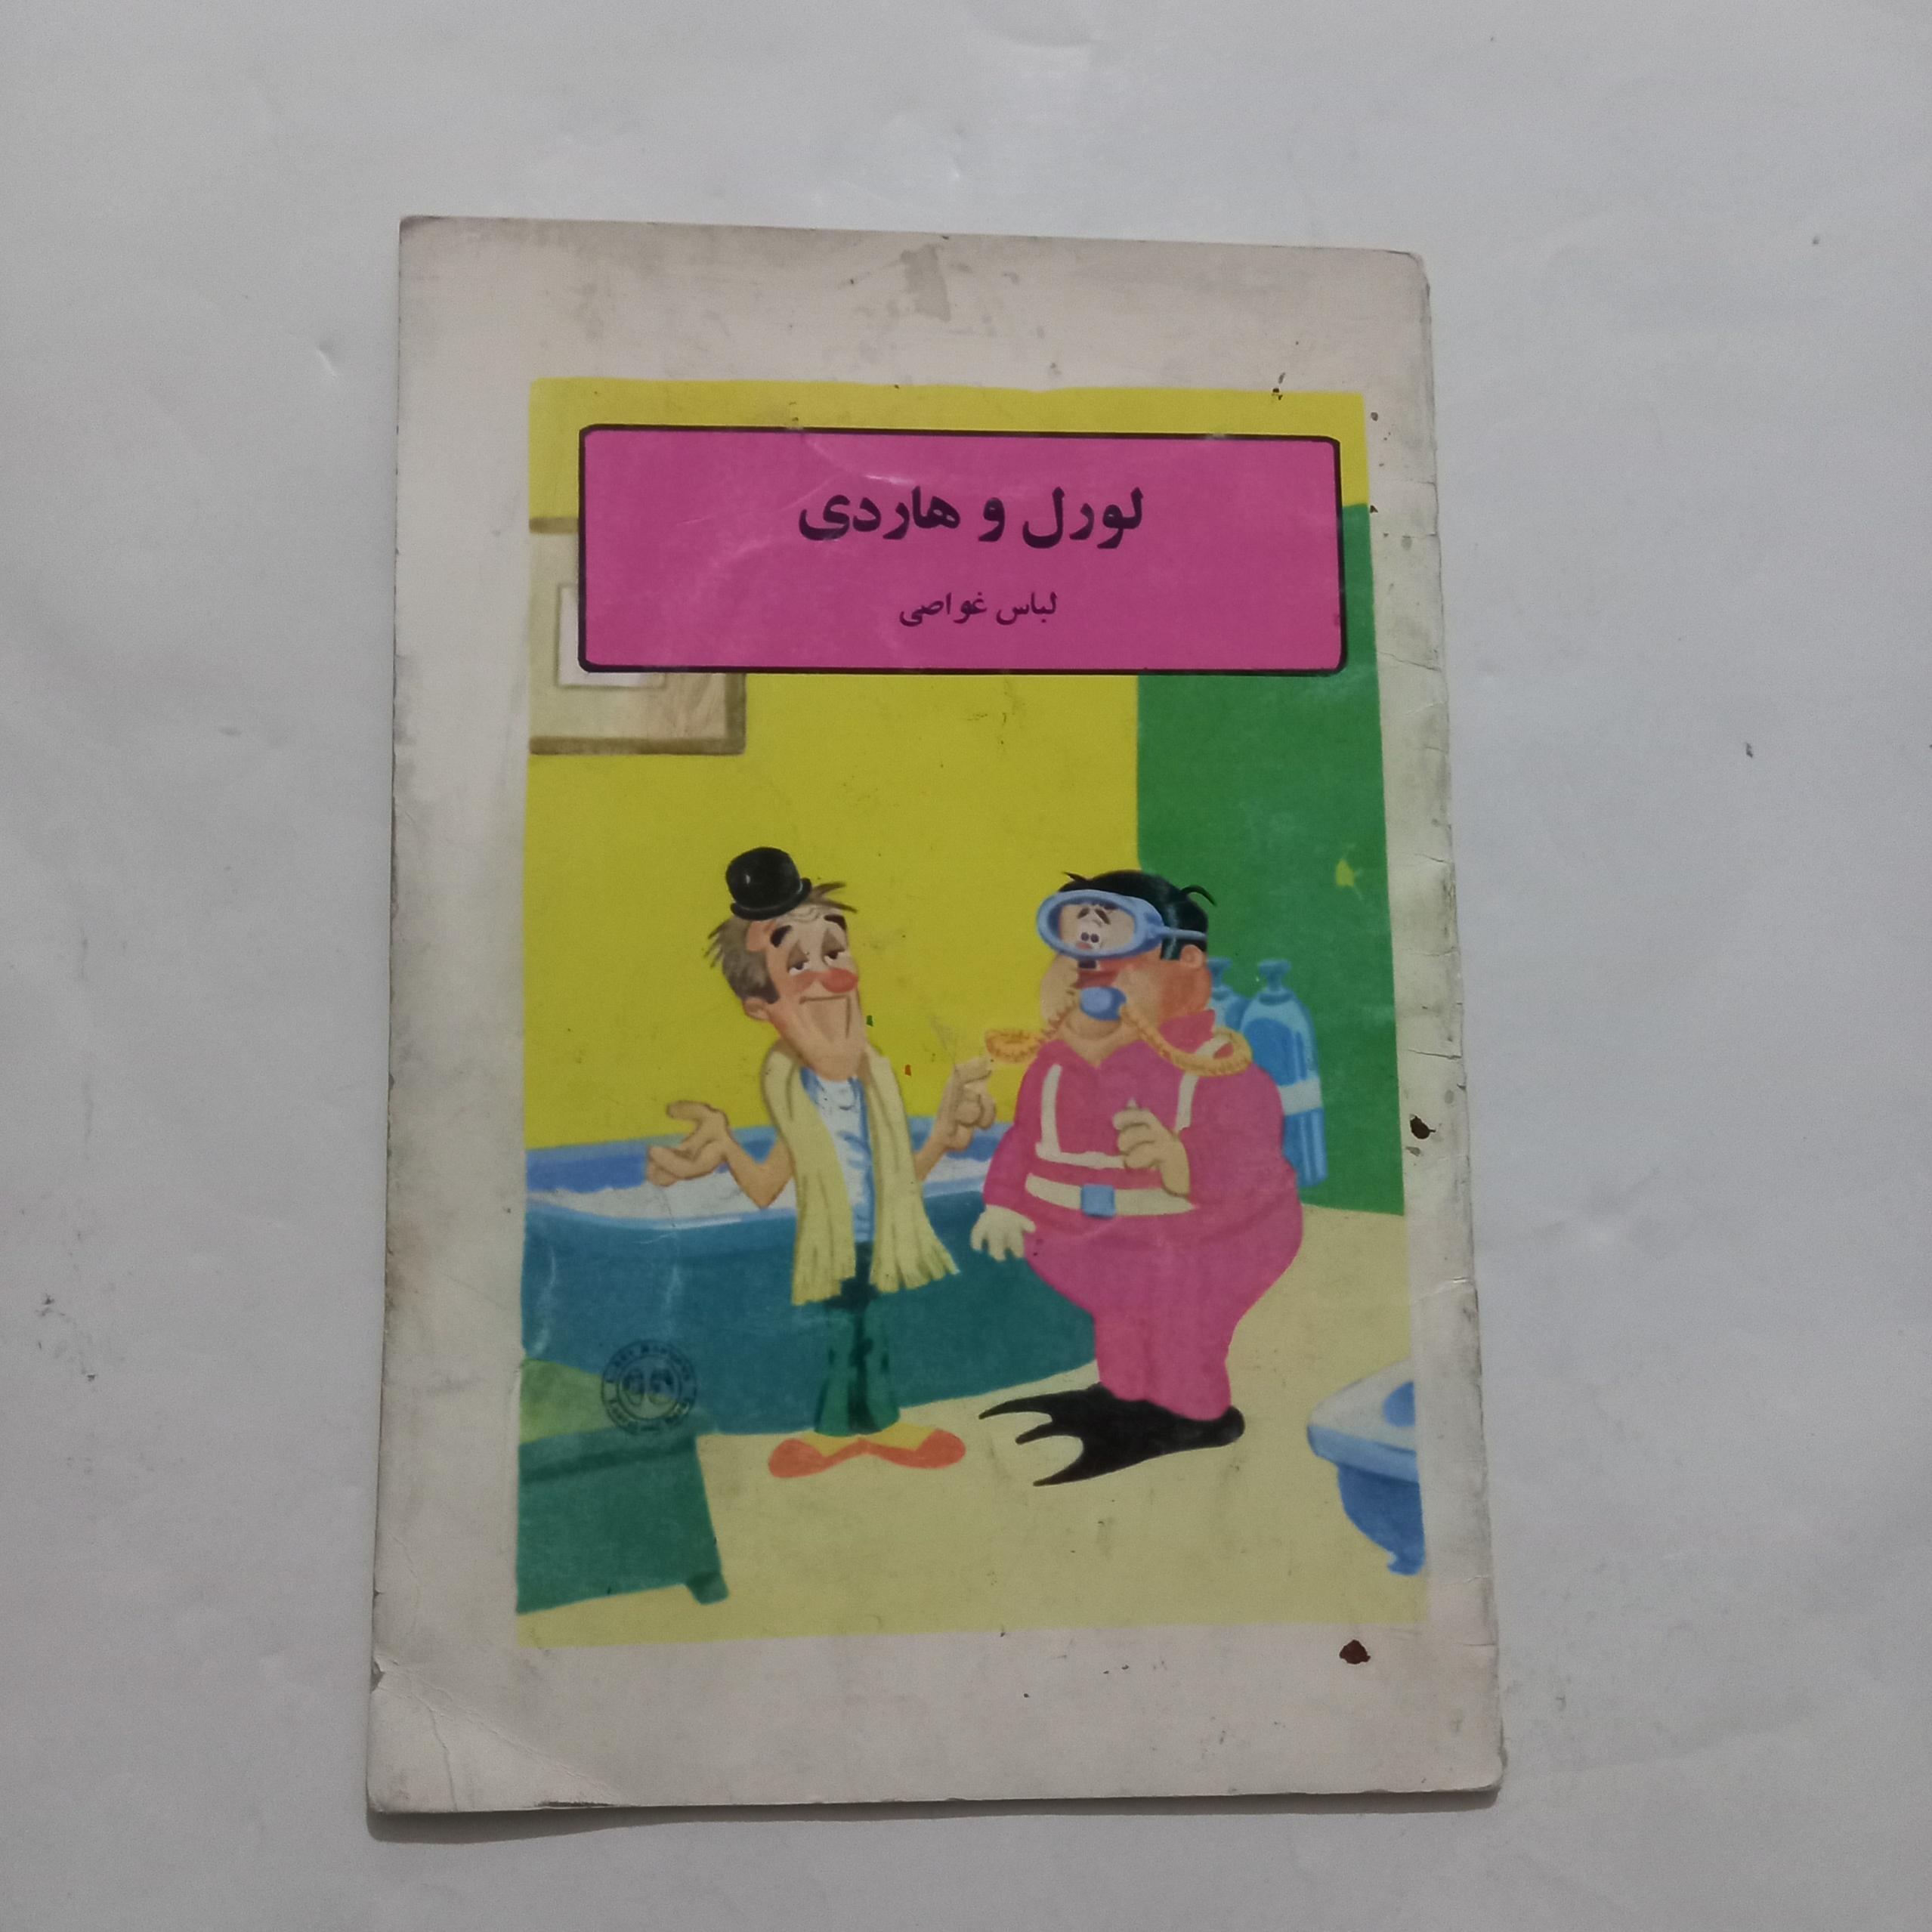 لورل و هاردی
لباس غواصی